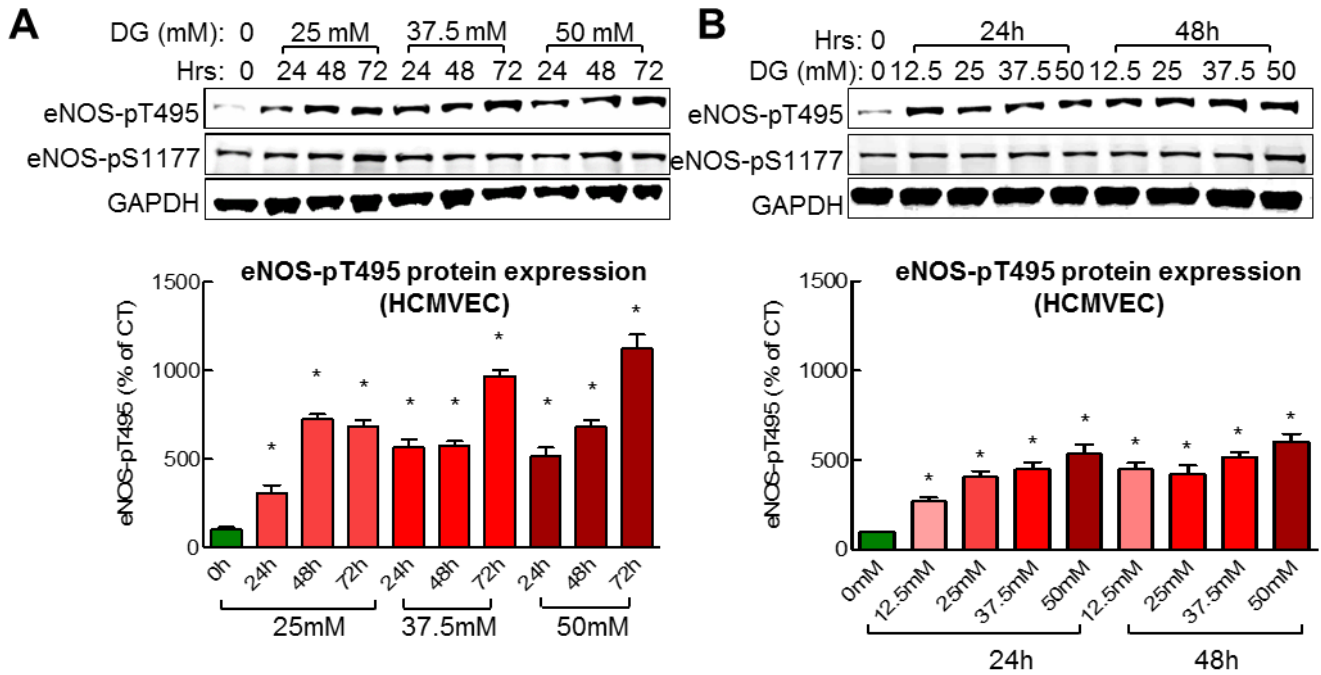 A
DG (mM): 0 25 mM 37.5 mM 50 mM
Hrs: 0 24 48 72 24 48 72 24 48 72
eNOS-pT495
eNOS-pS1177
GAPDH
eNOS-pT495 protein expression
(HCMVEC)
eNOS-pT495 (% of CT)
1500
1000
500
0
* * * * * * * * *
0h 24h 48h 72h 24h 48h 72h 24h 48h 72h
25mM 37.5mM 50mM
B
Hrs: 0 24h 48h
DG (mM): 0 12.5 25 37.5 50 12.5 25 37.5 50
eNOS-pT495
eNOS-pS1177
GAPDH
eNOS-pT495 protein expression
(HCMVEC)
eNOS-pT495 (% of CT)
1500
1000
500
0
* * * * * * * *
0mM 12.5mM 25mM 37.5mM 50mM 12.5mM 25mM 37.5mM 50mM
24h 48h